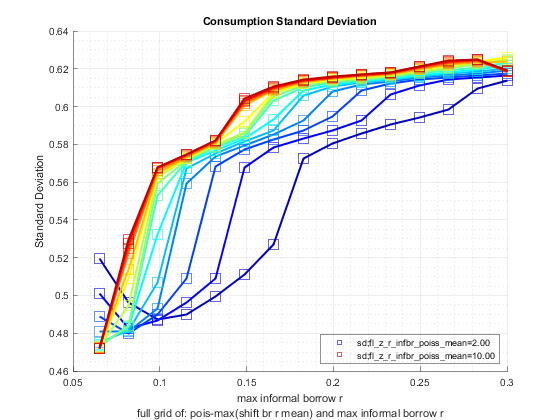 Consumption Standard Deviation
0.64
0.62
0.6
0.58
0.56
0.54
0.52
0.5
0.48
0.46
Standard Deviation
0.05
0.1
0.15
0.2
0.25
0.3
sd;fl_z_r_infbr_poiss_mean=2.00
sd;fl_z_r_infbr_poiss_mean=10.00
max informal borrow r
full grid of: pois-max(shift br r mean) and max informal borrow r